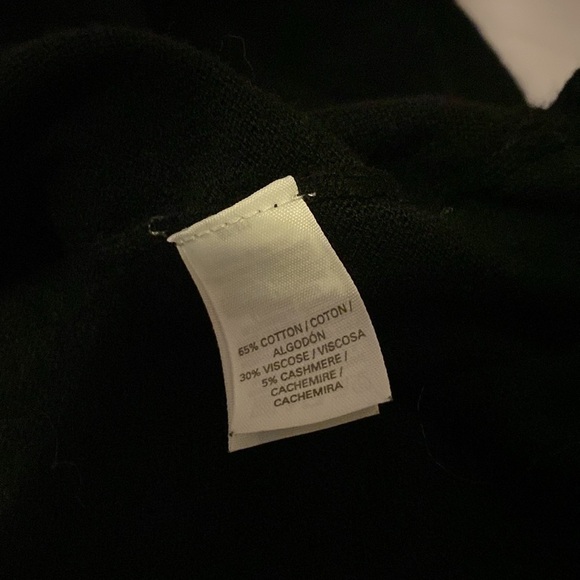 65% COTTON / COTON /
ALGODÓN
30% VISCOSE / VISCOSA
5% CASHMERE /
CACHEMIRE /
CACHEMIRA